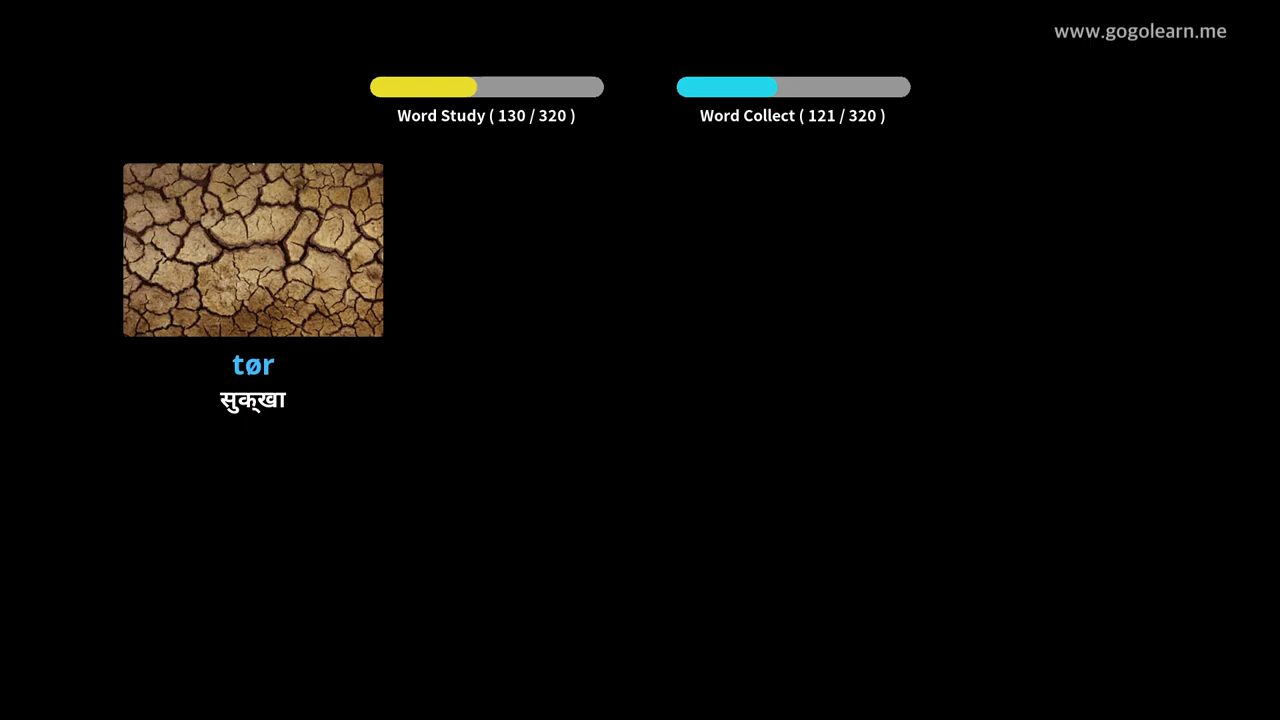 www.gogolearn.me
Word Study ( 130 / 320 )
Word Collect ( 121 / 320 )
tør
सुक्खा